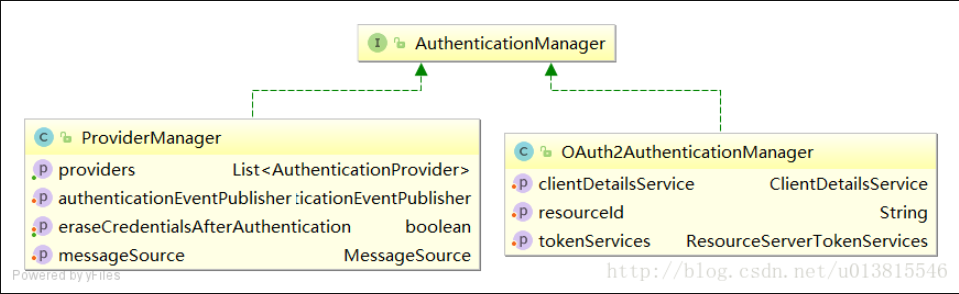 I AuthenticationManager
C ProviderManager
p providers List<AuthenticationProvider>
p authenticationEventPublisher :icationEventPublisher
p eraseCredentialsAfterAuthentication boolean
p messageSource MessageSource
C OAuth2AuthenticationManager
p clientDetailsService ClientDetailsService
p resourceId String
p tokenServices ResourceServerTokenServices
Powered by yFiles
http://blog.csdn.net/u013815546